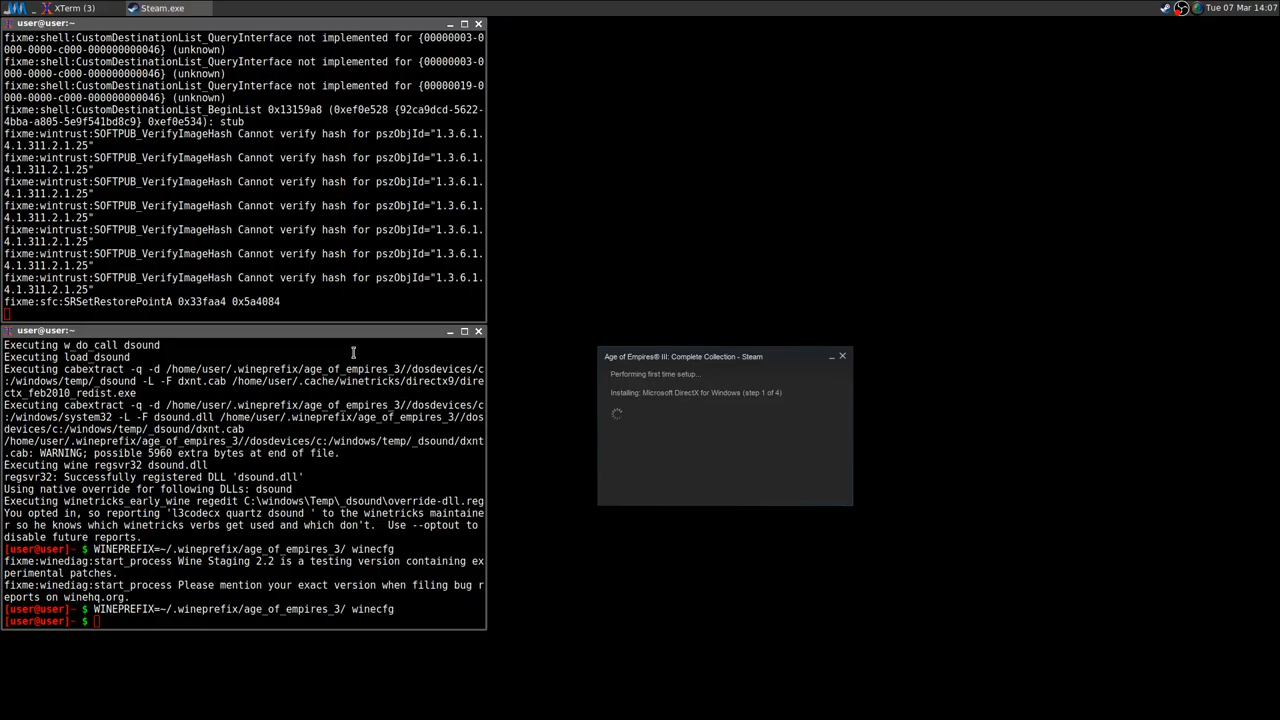 XTerm (3)
Steam.exe
Tue 07 Mar 14:07
user@user:~
fixme:shell:CustomDestinationList_QueryInterface not implemented for {00000003-0
000-0000-c000-000000000046} (unknown)
fixme:shell:CustomDestinationList_QueryInterface not implemented for {00000003-0
000-0000-c000-000000000046} (unknown)
fixme:shell:CustomDestinationList_QueryInterface not implemented for {00000019-0
000-0000-c000-000000000046} (unknown)
fixme:shell:CustomDestinationList_BeginList 0x13159a8 (0xef0e528 {92ca9dcd-5622-
4bba-a805-5e9f541bd8c9} 0xef0e534): stub
fixme:wintrust:SOFTPUB_VerifyImageHash Cannot verify hash for pszObjId="1.3.6.1.
4.1.311.2.1.25"
fixme:wintrust:SOFTPUB_VerifyImageHash Cannot verify hash for pszObjId="1.3.6.1.
4.1.311.2.1.25"
fixme:wintrust:SOFTPUB_VerifyImageHash Cannot verify hash for pszObjId="1.3.6.1.
4.1.311.2.1.25"
fixme:wintrust:SOFTPUB_VerifyImageHash Cannot verify hash for pszObjId="1.3.6.1.
4.1.311.2.1.25"
fixme:wintrust:SOFTPUB_VerifyImageHash Cannot verify hash for pszObjId="1.3.6.1.
4.1.311.2.1.25"
fixme:wintrust:SOFTPUB_VerifyImageHash Cannot verify hash for pszObjId="1.3.6.1.
4.1.311.2.1.25"
fixme:wintrust:SOFTPUB_VerifyImageHash Cannot verify hash for pszObjId="1.3.6.1.
4.1.311.2.1.25"
fixme:sfc:SRSetRestorePointA 0x33faa4 0x5a4084
user@user:~
Executing w_do_call dsound
Executing load_dsound
Executing cabextract -q -d /home/user/.wineprefix/age_of_empires_3//dosdevices/c
:/windows/temp/_dsound -L -F dxnt.cab /home/user/.cache/winetricks/directx9/dire
ctx_feb2010_redist.exe
Executing cabextract -q -d /home/user/.wineprefix/age_of_empires_3//dosdevices/c
:/windows/system32 -L -F dsound.dll /home/user/.wineprefix/age_of_empires_3//dos
devices/c:/windows/temp/_dsound/dxnt.cab
/home/user/.wineprefix/age_of_empires_3//dosdevices/c:/windows/temp/_dsound/dxnt
.cab: WARNING; possible 5960 extra bytes at end of file.
Executing wine regsvr32 dsound.dll
regsvr32: Successfully registered DLL 'dsound.dll'
Using native override for following DLLs: dsound
Executing winetricks_early_wine regedit C:\windows\Temp\_dsound\override-dll.reg
You opted in, so reporting 'l3codecx quartz dsound ' to the winetricks maintaine
r so he knows which winetricks verbs get used and which don't.  Use --optout to
disable future reports.
[user@user]~ $ WINEPREFIX=~/.wineprefix/age_of_empires_3/ winecfg
fixme:winediag:start_process Wine Staging 2.2 is a testing version containing ex
perimental patches.
fixme:winediag:start_process Please mention your exact version when filing bug r
eports on winehq.org.
[user@user]~ $ WINEPREFIX=~/.wineprefix/age_of_empires_3/ winecfg
[user@user]~ $
Age of Empires® III: Complete Collection - Steam
Performing first time setup...
Installing: Microsoft DirectX for Windows (step 1 of 4)